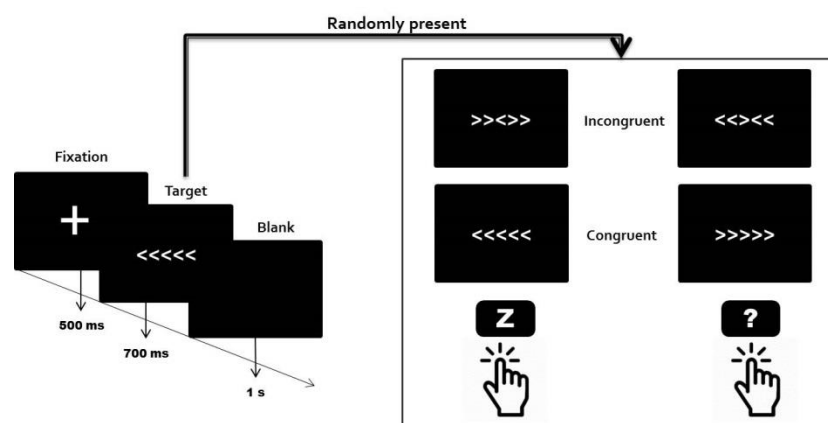 Randomly present
Fixation
+
500 ms
Target
<<<<<
700 ms
Blank
1 s
>><>>
Incongruent
<<><<
<<<<<
Congruent
>>>>>
Z
?